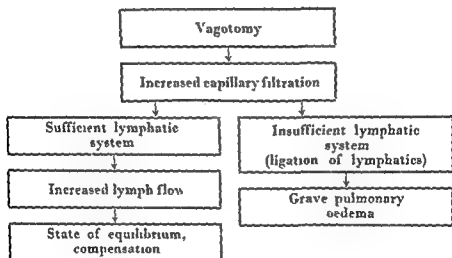 Vagotomy
Increased capillary filtration
Sufficient lymphatic
system
Insufficient lymphatic
system
(ligation of lymphatics)
Increased lymph flow
Grave pulmonary
oedema
State of equilibrium,
compensation